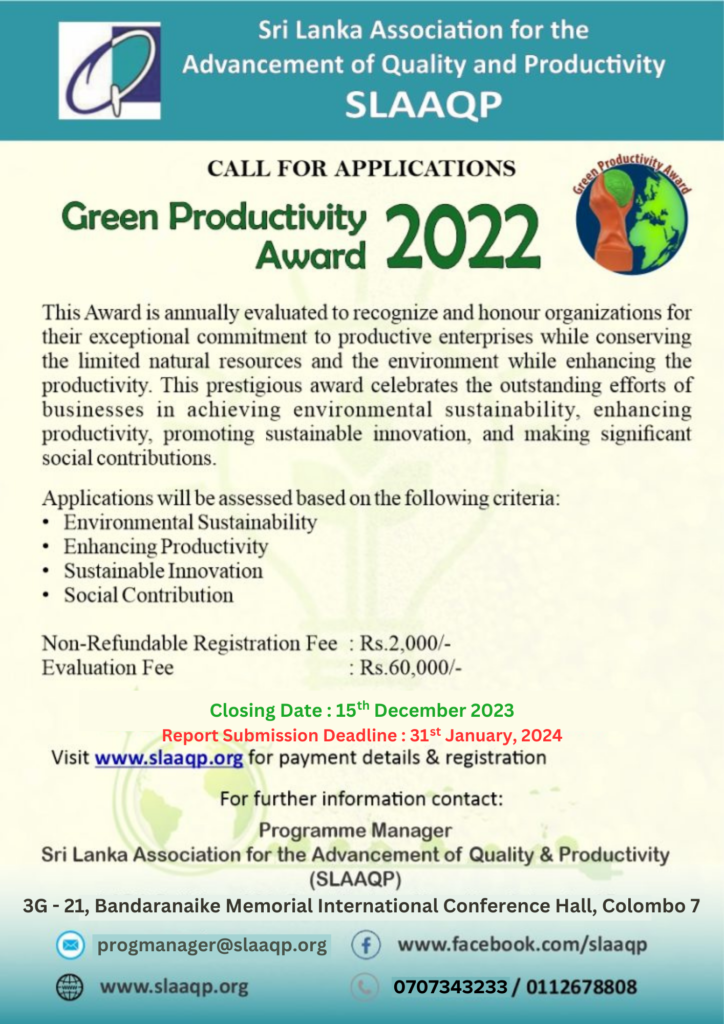 Sri Lanka Association for the
Advancement of Quality and Productivity
SLAAQP
CALL FOR APPLICATIONS
Green Productivity Award
Green Productivity
Award 2022
This Award is annually evaluated to recognize and honour organizations for
their exceptional commitment to productive enterprises while conserving
the limited natural resources and the environment while enhancing the
productivity. This prestigious award celebrates the outstanding efforts of
businesses in achieving environmental sustainability, enhancing
productivity, promoting sustainable innovation, and making significant
social contributions.
Applications will be assessed based on the following criteria:
• Environmental Sustainability
• Enhancing Productivity
• Sustainable Innovation
• Social Contribution
Non-Refundable Registration Fee : Rs.2,000/-
Evaluation Fee : Rs.60,000/-
Closing Date : 15th December 2023
Report Submission Deadline : 31st January, 2024
Visit www.slaaqp.org for payment details & registration
For further information contact:
Programme Manager
Sri Lanka Association for the Advancement of Quality & Productivity
(SLAAQP)
3G - 21, Bandaranaike Memorial International Conference Hall, Colombo 7
progmanager@slaaqp.org www.facebook.com/slaaqp
www.slaaqp.org 0707343233 / 0112678808